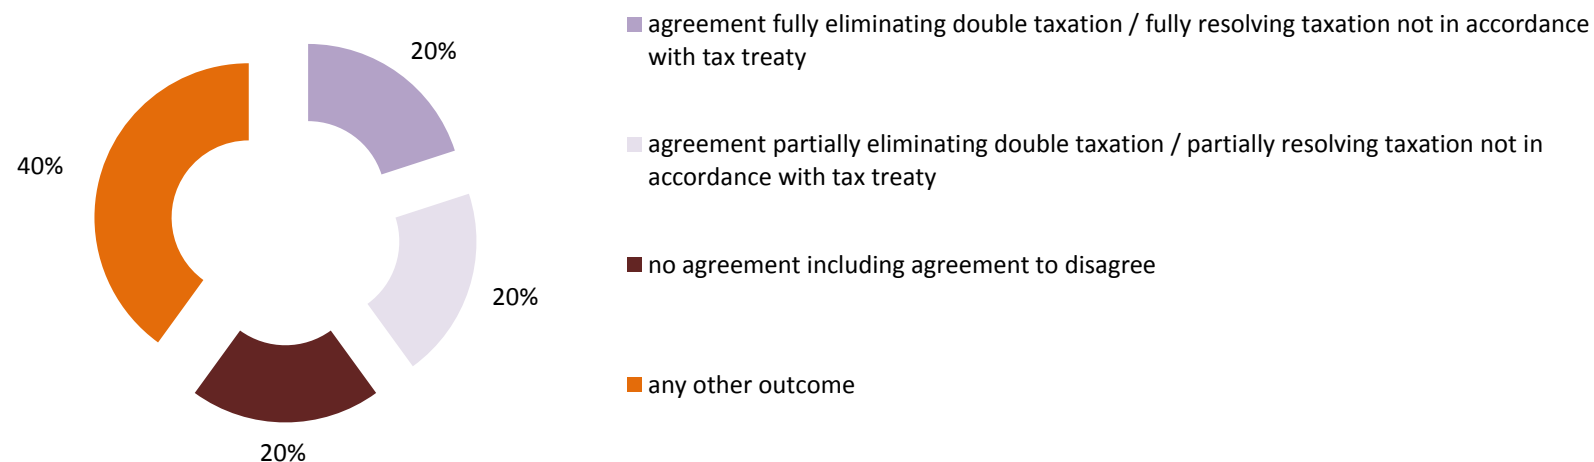 20%
20%
20%
40%
agreement fully eliminating double taxation / fully resolving taxation not in accordance
with tax treaty
agreement partially eliminating double taxation / partially resolving taxation not in
accordance with tax treaty
no agreement including agreement to disagree
any other outcome